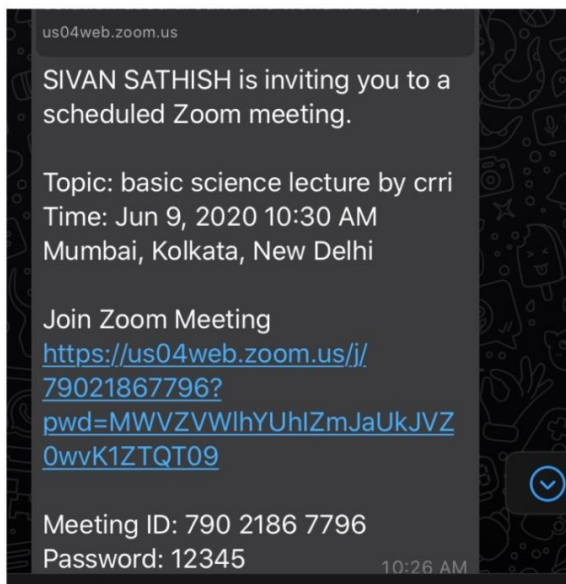 us04web.zoom.us
SIVAN SATHISH is inviting you to a
scheduled Zoom meeting.
Topic: basic science lecture by crri
Time: Jun 9, 2020 10:30 AM
Mumbai, Kolkata, New Delhi
Join Zoom Meeting
https://us04web.zoom.us/j/
79021867796?
pwd=MWVZVWlhYUhIZmJaUkJVZ
0wvK1ZTQT09
Meeting ID: 790 2186 7796
Password: 12345
10:26 AM